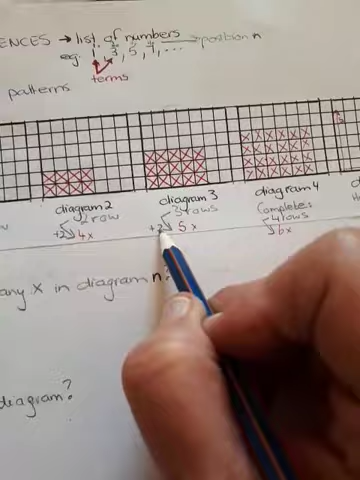 ENCES → list of numbers → position n
eg. 1, 3, 5, 7, ...
terms
patterns
diagram 2
diagram 3
diagram 4
2 row
3 rows
Complete:
4 rows
+2 4x
+2 5x
6x
any X in diagram n?
diagram?